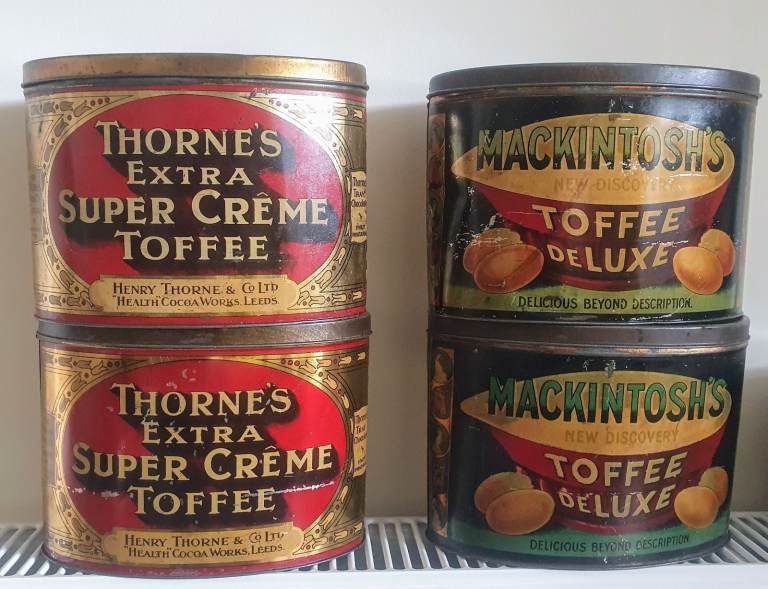 THORNE'S
EXTRA
SUPER CRÊME
TOFFEE
HENRY THORNE & CO LTD
"HEALTH" COCOA WORKS, LEEDS.
MACKINTOSH'S
NEW DISCOVERY
TOFFEE
DE LUXE
DELICIOUS BEYOND DESCRIPTION.
THORNE'S
EXTRA
SUPER CRÊME
TOFFEE
HENRY THORNE & CO LTD
"HEALTH" COCOA WORKS, LEEDS.
MACKINTOSH'S
NEW DISCOVERY
TOFFEE
DE LUXE
DELICIOUS BEYOND DESCRIPTION.